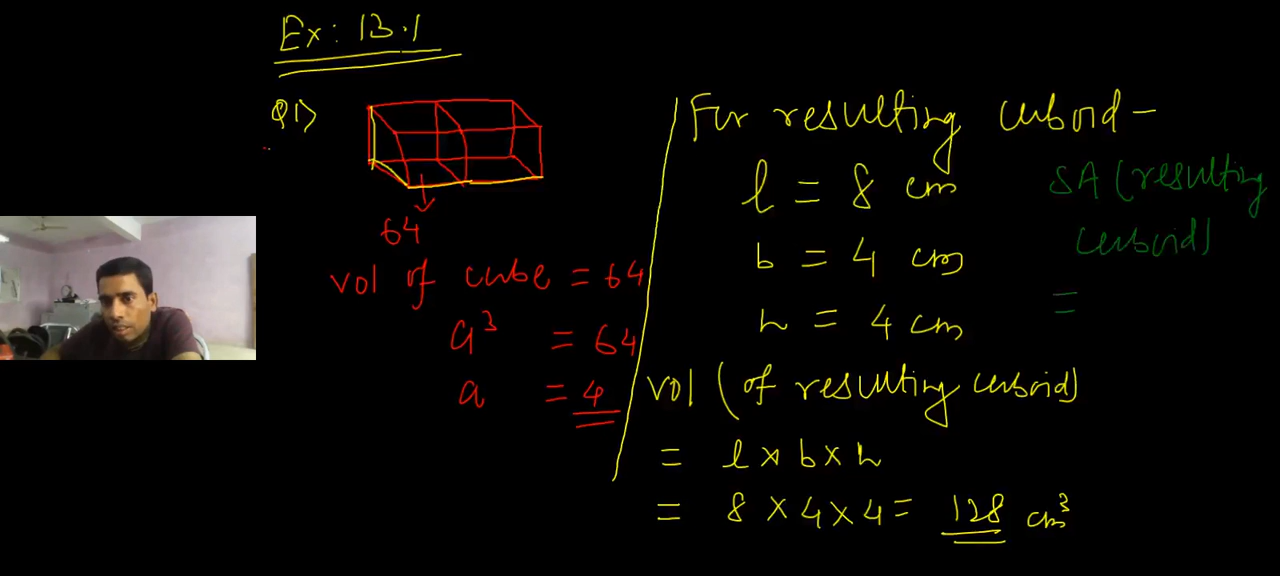 Ex: 13.1
Q1>
64
vol of cube = 64
a³ = 64
a = 4
For resulting cuboid -
l = 8 cm
b = 4 cm
h = 4 cm
vol (of resulting cuboid)
= l × b × h
= 8 × 4 × 4 = 128 cm³
SA (resulting
cuboid)
=